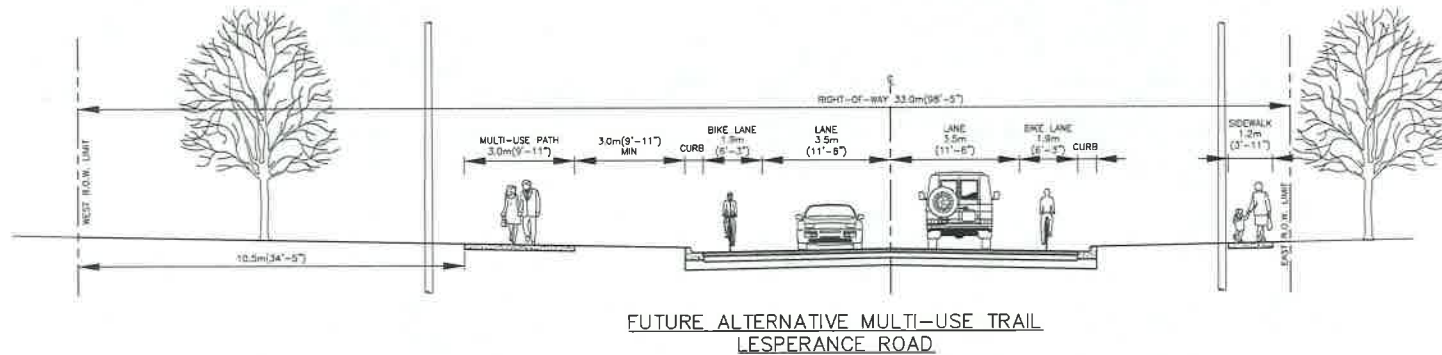 ℄
RIGHT-OF-WAY 33.0m(98'-5")
MULTI-USE PATH
3.0m(9'-11")
3.0m(9'-11")
MIN
CURB
BIKE LANE
1.9m
(6'-3")
LANE
3.5m
(11'-6")
LANE
3.5m
(11'-6")
BIKE LANE
1.9m
(6'-3")
CURB
SIDEWALK
1.2m
(3'-11")
WEST R.O.W. LIMIT
EAST R.O.W. LIMIT
10.5m(34'-5")
FUTURE ALTERNATIVE MULTI-USE TRAIL
LESPERANCE ROAD